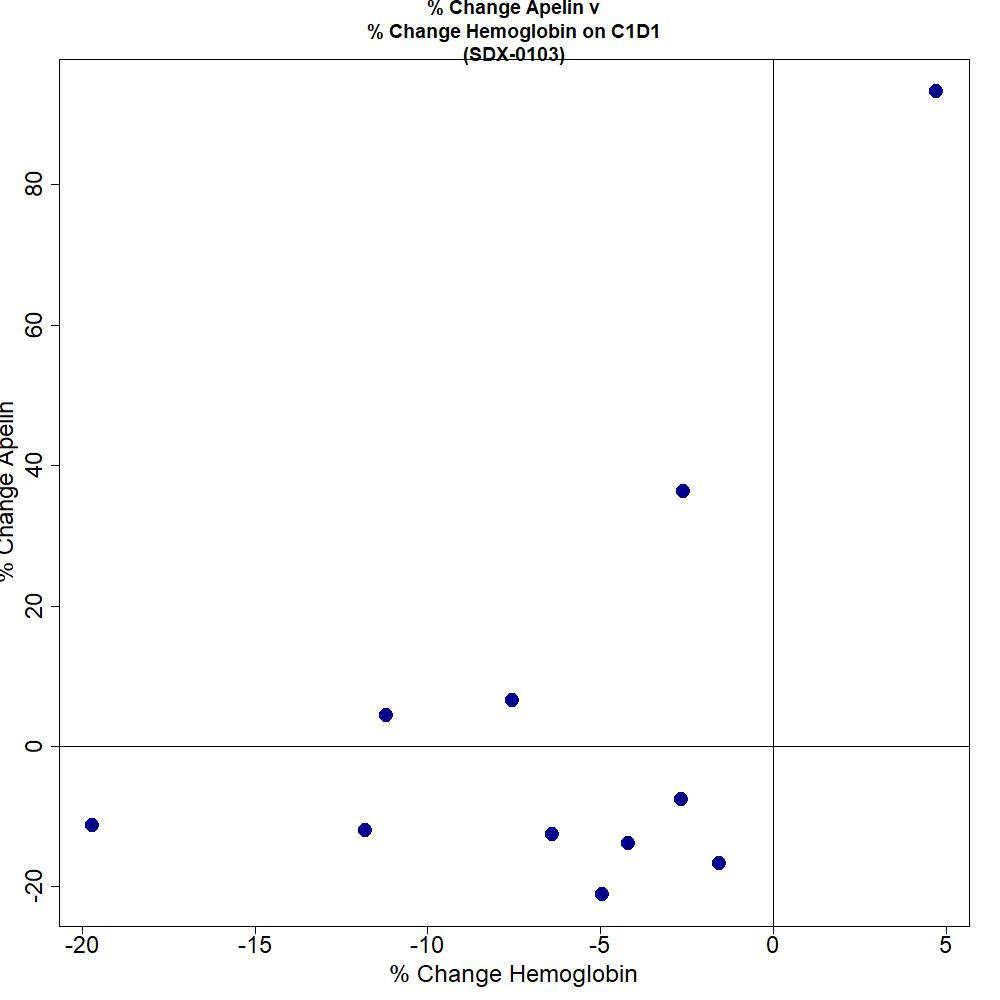 % Change Apelin v
% Change Hemoglobin on C1D1
(SDX-0103)
% Change Apelin
80
60
40
20
0
-20
-20
-15
-10
-5
0
5
% Change Hemoglobin